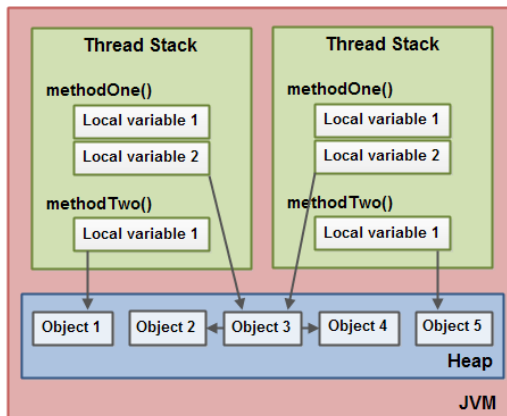 Thread Stack
methodOne()
Local variable 1
Local variable 2
methodTwo()
Local variable 1
Thread Stack
methodOne()
Local variable 1
Local variable 2
methodTwo()
Local variable 1
Object 1
Object 2
Object 3
Object 4
Object 5
Heap
JVM